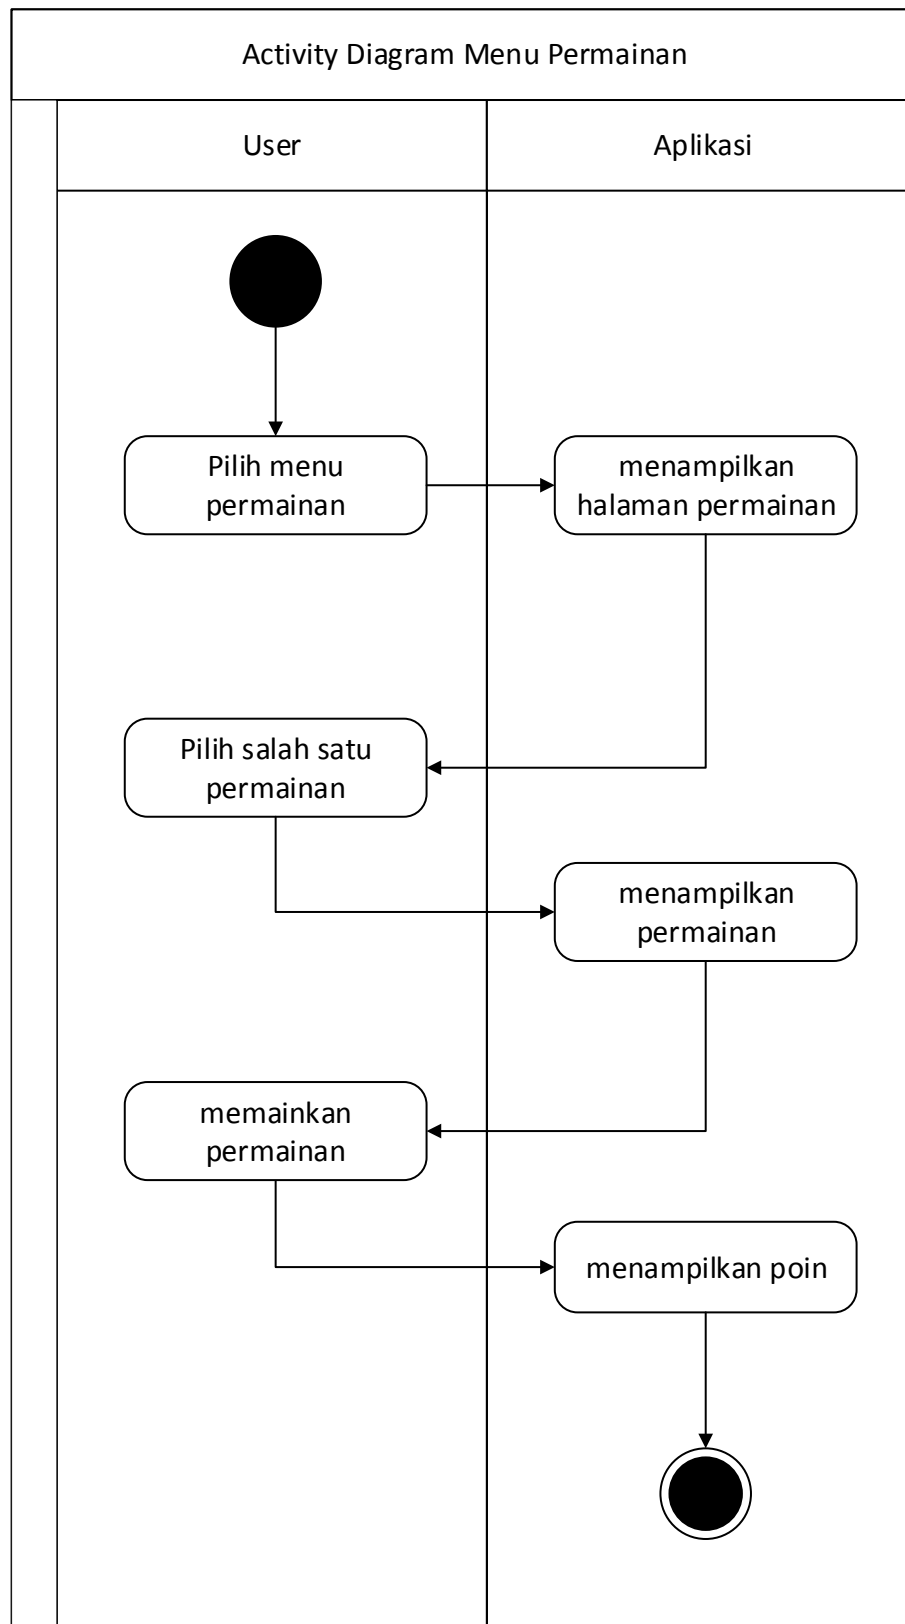 Activity Diagram Menu Permainan
User
Aplikasi
Pilih menu
permainan
menampilkan
halaman permainan
Pilih salah satu
permainan
menampilkan
permainan
memainkan
permainan
menampilkan poin